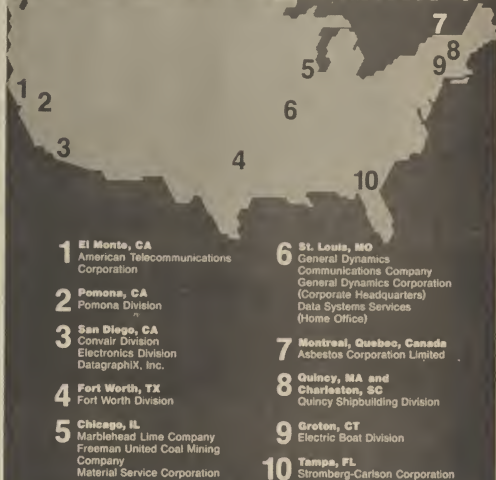 7
8
9
5
1
2
6
3
4
10
1 El Monte, CA
American Telecommunications
Corporation
2 Pomona, CA
Pomona Division
3 San Diego, CA
Convair Division
Electronics Division
DatagraphiX, Inc.
4 Fort Worth, TX
Fort Worth Division
5 Chicago, IL
Marblehead Lime Company
Freeman United Coal Mining
Company
Material Service Corporation
6 St. Louis, MO
General Dynamics
Communications Company
General Dynamics Corporation
(Corporate Headquarters)
Data Systems Services
(Home Office)
7 Montreal, Quebec, Canada
Asbestos Corporation Limited
8 Quincy, MA and
Charleston, SC
Quincy Shipbuilding Division
9 Groton, CT
Electric Boat Division
10 Tampa, FL
Stromberg-Carlson Corporation